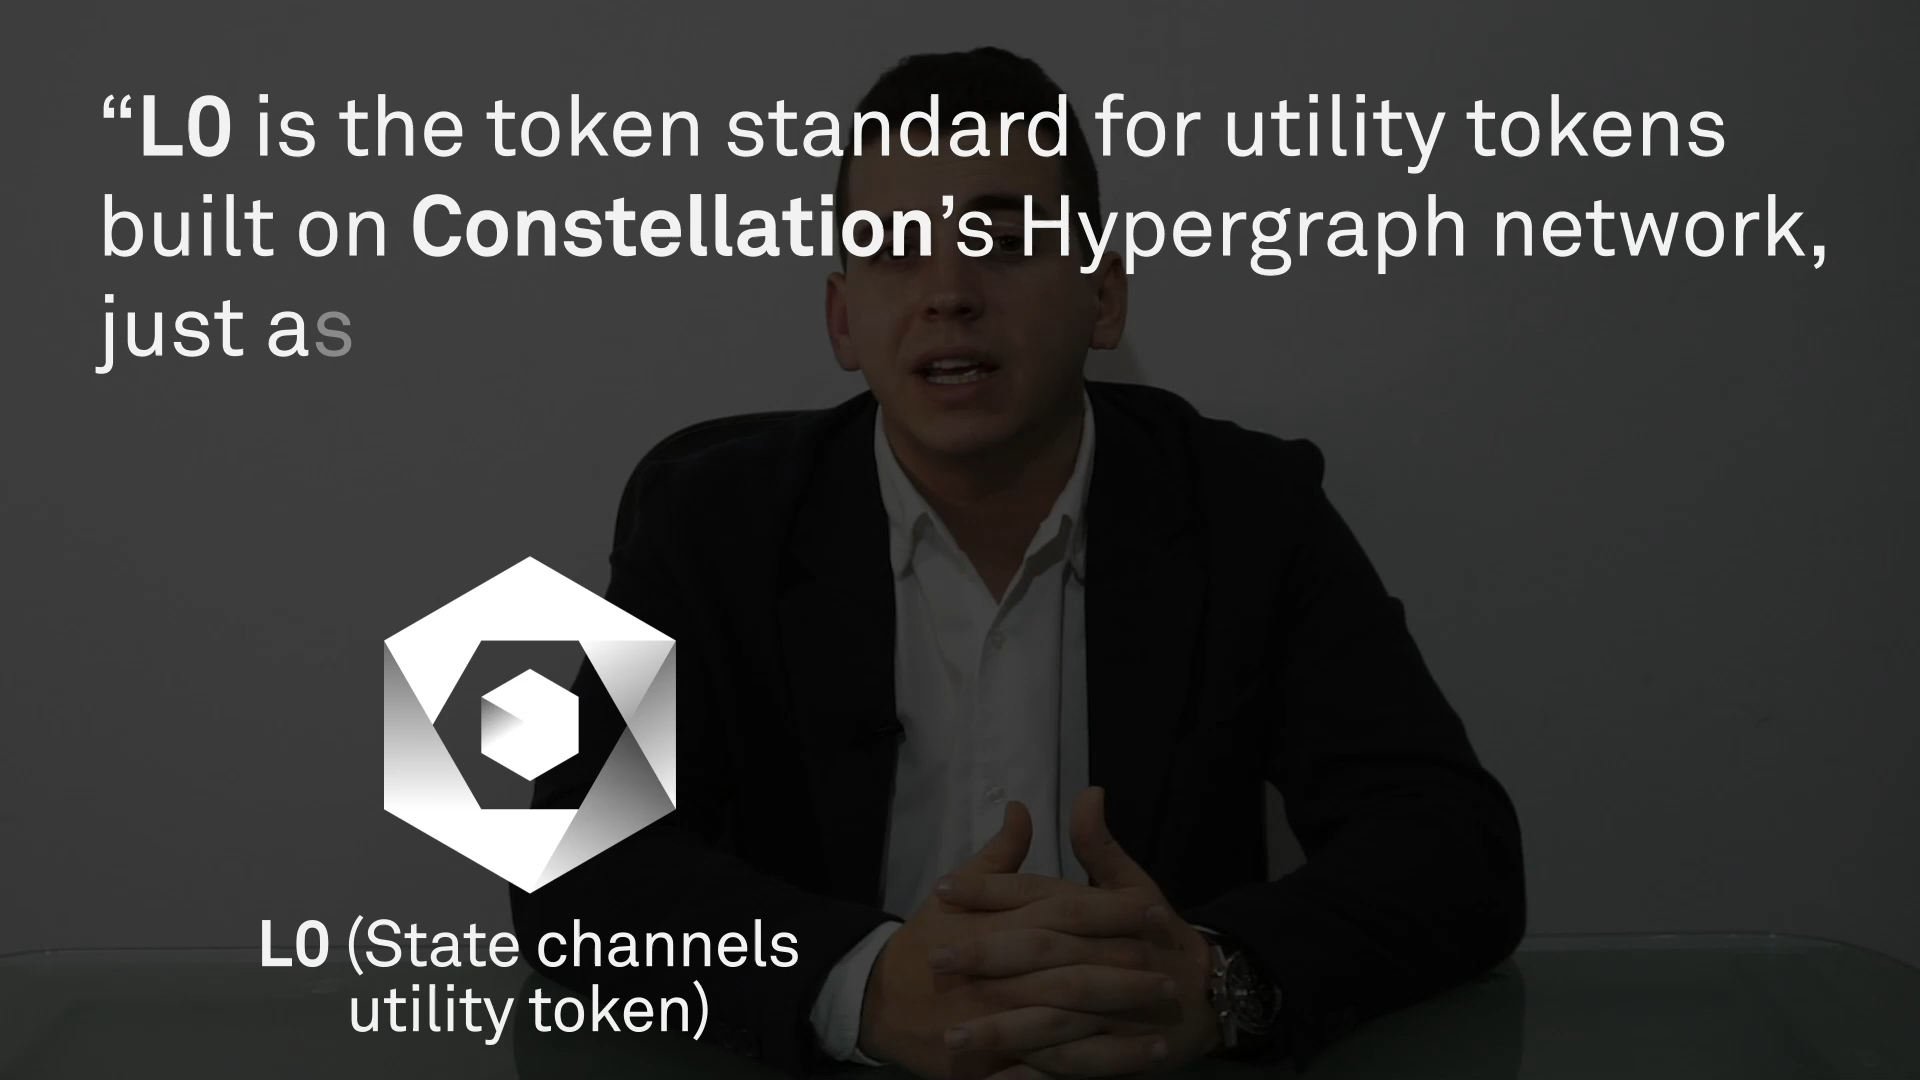 “L0 is the token standard for utility tokens
built on Constellation’s Hypergraph network,
just as
L0 (State channels
utility token)